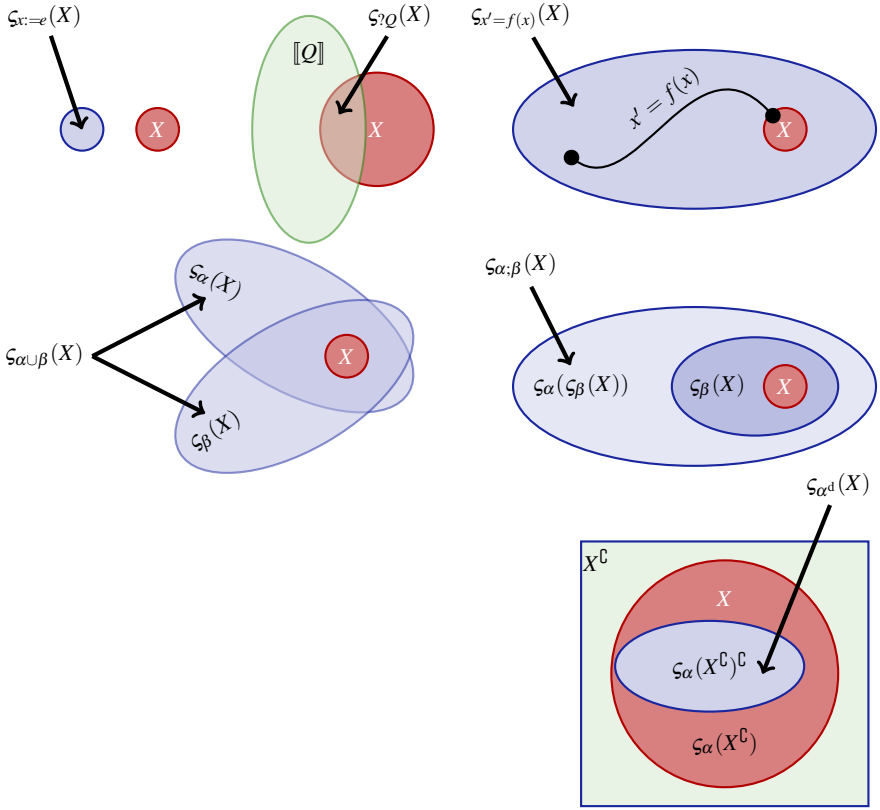 ς_{x:=e}(X)
⟦Q⟧
ς_{?Q}(X)
X
X
ς_{x′=f(x)}(X)
x′ = f(x)
X
ς_α(X)
ς_{α∪β}(X)
X
ς_β(X)
ς_{α;β}(X)
ς_α(ς_β(X))
ς_β(X)
X
ς_{α^d}(X)
X^∁
X
ς_α(X^∁)^∁
ς_α(X^∁)